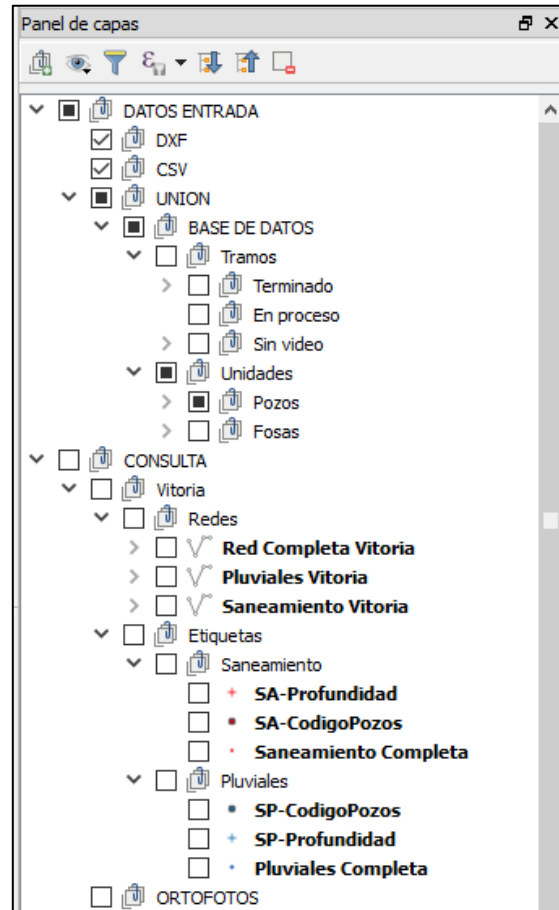 Panel de capas
DATOS ENTRADA
DXF
CSV
UNION
BASE DE DATOS
Tramos
Terminado
En proceso
Sin video
Unidades
Pozos
Fosas
CONSULTA
Vitoria
Redes
Red Completa Vitoria
Pluviales Vitoria
Saneamiento Vitoria
Etiquetas
Saneamiento
SA-Profundidad
SA-CodigoPozos
Saneamiento Completa
Pluviales
SP-CodigoPozos
SP-Profundidad
Pluviales Completa
ORTOFOTOS